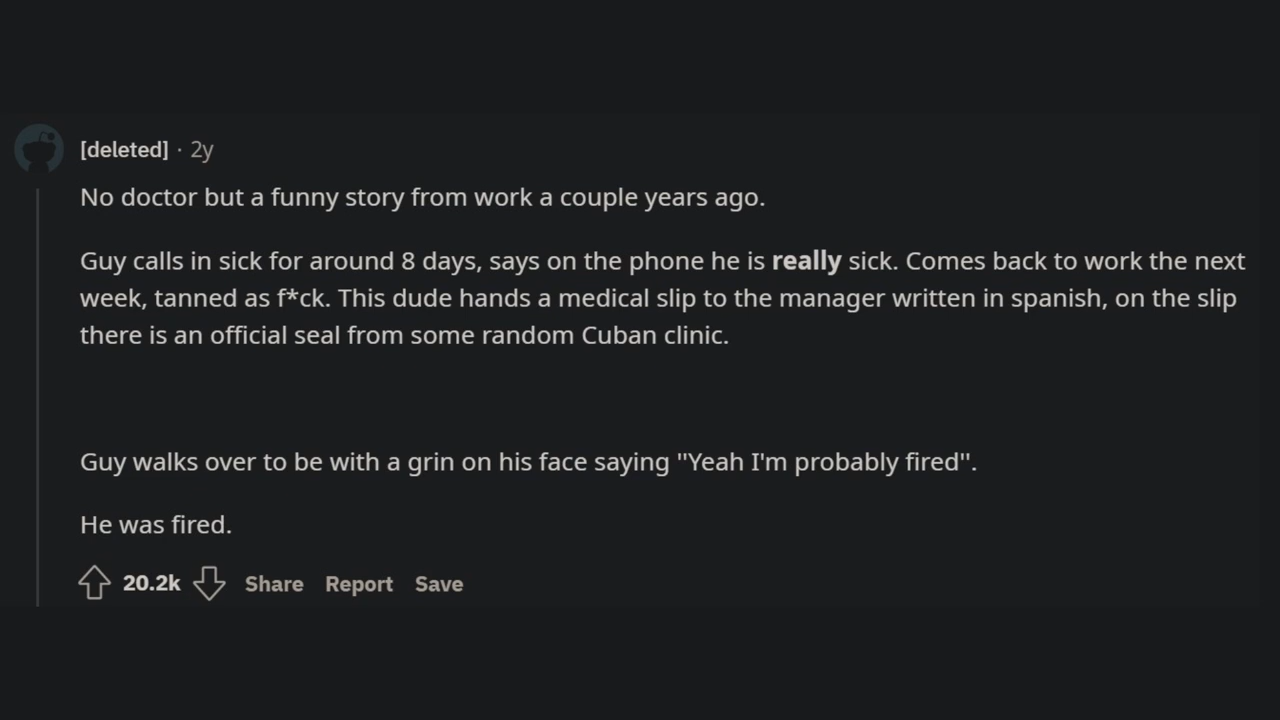 [deleted] · 2y
No doctor but a funny story from work a couple years ago.
Guy calls in sick for around 8 days, says on the phone he is really sick. Comes back to work the next
week, tanned as f*ck. This dude hands a medical slip to the manager written in spanish, on the slip
there is an official seal from some random Cuban clinic.
Guy walks over to be with a grin on his face saying "Yeah I'm probably fired".
He was fired.
20.2k Share Report Save